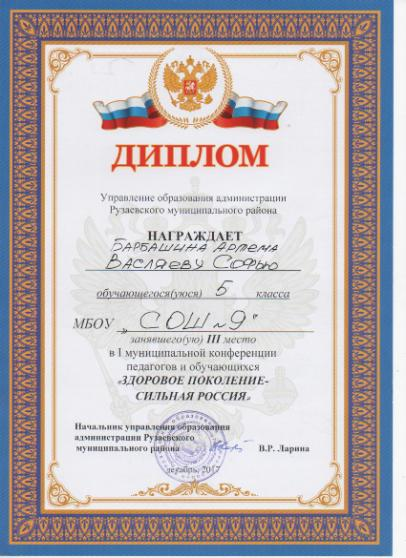 ДИПЛОМ
Управление образования администрации
Рузаевского муниципального района
НАГРАЖДАЕТ
Барбашина Артема
Васляеву Софью
обучающегося(уюся) 5 класса
МБОУ „СОШ №9"
занявшего(ую) III место
в I муниципальной конференции
педагогов и обучающихся
«ЗДОРОВОЕ ПОКОЛЕНИЕ-
СИЛЬНАЯ РОССИЯ»
Начальник управления образования
администрации Рузаевского
муниципального района В.Р. Ларина
декабрь, 2017